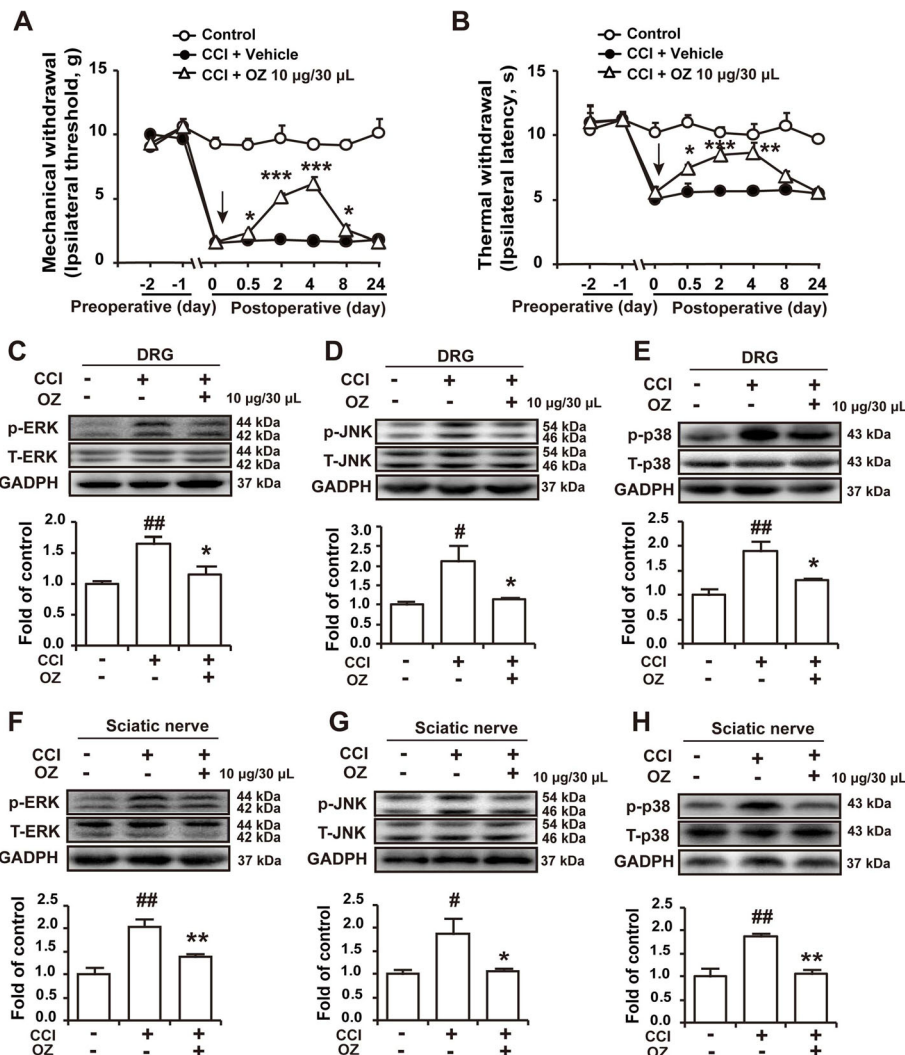 A
Control
CCI + Vehicle
CCI + OZ 10 µg/30 µL
Mechanical withdrawal
(Ipsilateral threshold, g)
15
10
5
0
***
***
*
*
-2 -1 0 0.5 2 4 8 24
Preoperative (day) Postoperative (day)
B
Control
CCI + Vehicle
CCI + OZ 10 µg/30 µL
Thermal withdrawal
(Ipsilateral latency, s)
15
10
5
0
* *** **
-2 -1 0 0.5 2 4 8 24
Preoperative (day) Postoperative (day)
C
DRG
CCI - + +
OZ - - + 10 µg/30 µL
p-ERK 44 kDa
42 kDa
T-ERK 44 kDa
42 kDa
GADPH 37 kDa
Fold of control
2.0
1.5
1.0
0.5
0.0
##
*
CCI - + +
OZ - - +
D
DRG
CCI - + +
OZ - - + 10 µg/30 µL
p-JNK 54 kDa
46 kDa
T-JNK 54 kDa
46 kDa
GADPH 37 kDa
Fold of control
3.0
2.5
2.0
1.5
1.0
0.5
0.0
#
*
CCI - + +
OZ - - +
E
DRG
CCI - + +
OZ - - + 10 µg/30 µL
p-p38 43 kDa
T-p38 43 kDa
GADPH 37 kDa
Fold of control
2.5
2.0
1.5
1.0
0.5
0.0
##
*
CCI - + +
OZ - - +
F
Sciatic nerve
CCI - + +
OZ - - + 10 µg/30 µL
p-ERK 44 kDa
42 kDa
T-ERK 44 kDa
42 kDa
GADPH 37 kDa
Fold of control
2.5
2.0
1.5
1.0
0.5
0.0
##
**
CCI - + +
OZ - - +
G
Sciatic nerve
CCI - + +
OZ - - + 10 µg/30 µL
p-JNK 54 kDa
46 kDa
T-JNK 54 kDa
46 kDa
GADPH 37 kDa
Fold of control
2.5
2.0
1.5
1.0
0.5
0.0
#
*
CCI - + +
OZ - - +
H
Sciatic nerve
CCI - + +
OZ - - + 10 µg/30 µL
p-p38 43 kDa
T-p38 43 kDa
GADPH 37 kDa
Fold of control
2.5
2.0
1.5
1.0
0.5
0.0
##
**
CCI - + +
OZ - - +